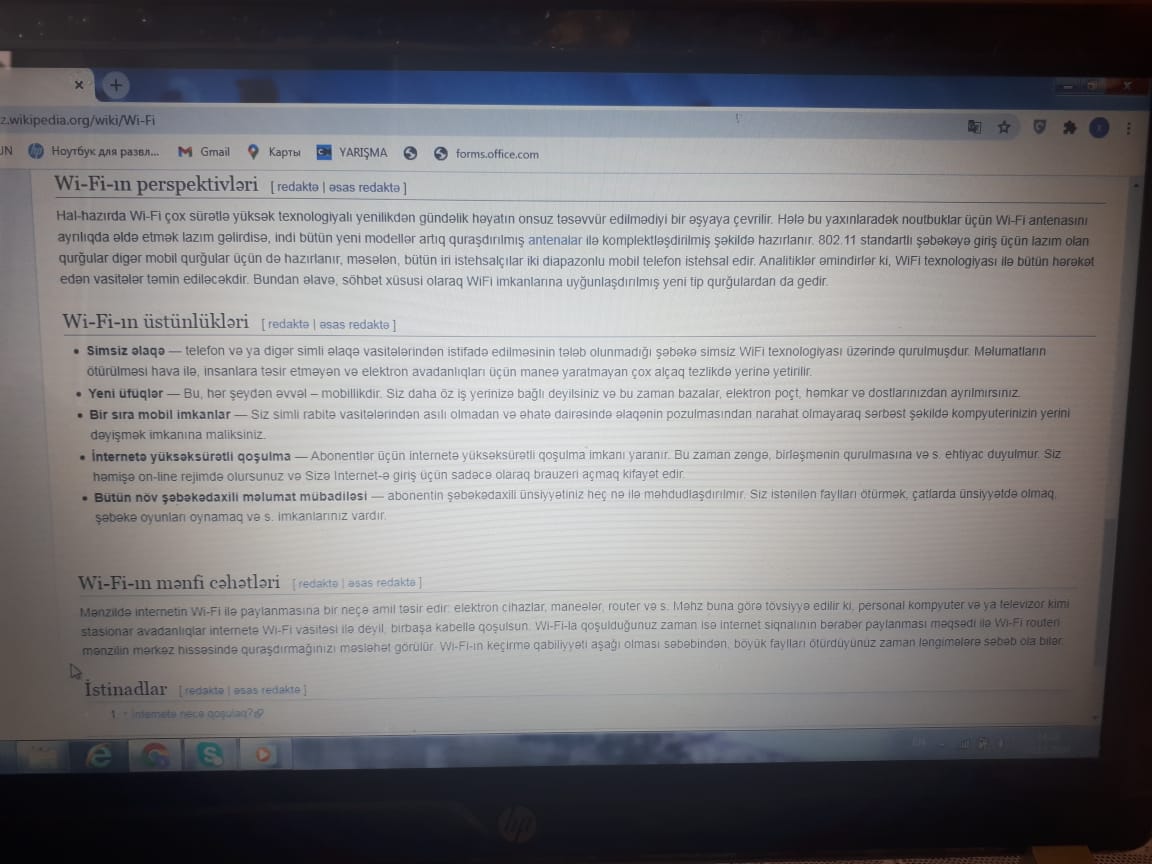 z.wikipedia.org/wiki/Wi-Fi
Ноутбук для развл... Gmail Карты YARIŞMA forms.office.com
Wi-Fi-ın perspektivləri [ redaktə | əsas redaktə ]
Hal-hazırda Wi-Fi çox sürətlə yüksək texnologiyalı yenilikdən gündəlik həyatın onsuz təsəvvür edilmədiyi bir əşyaya çevrilir. Hələ bu yaxınlaradək noutbuklar üçün Wi-Fi antenasını
ayrılıqda əldə etmək lazım gəlirdisə, indi bütün yeni modellər artıq quraşdırılmış antenalar ilə komplektləşdirilmiş şəkildə hazırlanır. 802.11 standartlı şəbəkəyə giriş üçün lazım olan
qurğular digər mobil qurğular üçün də hazırlanır, məsələn, bütün iri istehsalçılar iki diapazonlu mobil telefon istehsal edir. Analitiklər əmindirlər ki, WiFi texnologiyası ilə bütün hərəkət
edən vasitələr təmin ediləcəkdir. Bundan əlavə, söhbət xüsusi olaraq WiFi imkanlarına uyğunlaşdırılmış yeni tip qurğulardan da gedir.
Wi-Fi-ın üstünlükləri [ redaktə | əsas redaktə ]
• Simsiz əlaqə — telefon və ya digər simli əlaqə vasitələrindən istifadə edilməsinin tələb olunmadığı şəbəkə simsiz WiFi texnologiyası üzərində qurulmuşdur. Məlumatların
ötürülməsi hava ilə, insanlara təsir etməyən və elektron avadanlıqları üçün maneə yaratmayan çox alçaq tezlikdə yerinə yetirilir.
• Yeni üfüqlər — Bu, hər şeydən əvvəl – mobillikdir. Siz daha öz iş yerinizə bağlı deyilsiniz və bu zaman bazalar, elektron poçt, həmkar və dostlarınızdan ayrılmırsınız.
• Bir sıra mobil imkanlar — Siz simli rabitə vasitələrindən asılı olmadan və əhatə dairəsində əlaqənin pozulmasından narahat olmayaraq sərbəst şəkildə kompyuterinizin yerini
dəyişmək imkanına maliksiniz.
• İnternetə yüksəksürətli qoşulma — Abonentlər üçün internetə yüksəksürətli qoşulma imkanı yaranır. Bu zaman zəngə, birləşmənin qurulmasına və s. ehtiyac duyulmur. Siz
həmişə on-line rejimdə olursunuz və Sizə Internet-ə giriş üçün sadəcə olaraq brauzeri açmaq kifayət edir.
• Bütün növ şəbəkədaxili məlumat mübadiləsi — abonentin şəbəkədaxili ünsiyyətiniz heç nə ilə məhdudlaşdırılmır. Siz istənilən faylları ötürmək, çatlarda ünsiyyətdə olmaq,
şəbəkə oyunları oynamaq və s. imkanlarınız vardır.
Wi-Fi-ın mənfi cəhətləri [ redaktə | əsas redaktə ]
Mənzildə internetin Wi-Fi ilə paylanmasına bir neçə amil təsir edir: elektron cihazlar, maneələr, router və s. Məhz buna görə tövsiyyə edilir ki, personal kompyuter və ya televizor kimi
stasionar avadanlıqlar internetə Wi-Fi vasitəsi ilə deyil, birbaşa kabellə qoşulsun. Wi-Fi-la qoşulduğunuz zaman isə internet siqnalının bərabər paylanması məqsədi ilə Wi-Fi routeri
mənzilin mərkəz hissəsində quraşdırmağınızı məsləhət görülür. Wi-Fi-ın keçirmə qabiliyyəti aşağı olması səbəbindən, böyük faylları ötürdüyünüz zaman ləngimələrə səbəb ola bilər.
İstinadlar [ redaktə | əsas redaktə ]
1. ↑ İnternetə necə qoşulaq?
hp